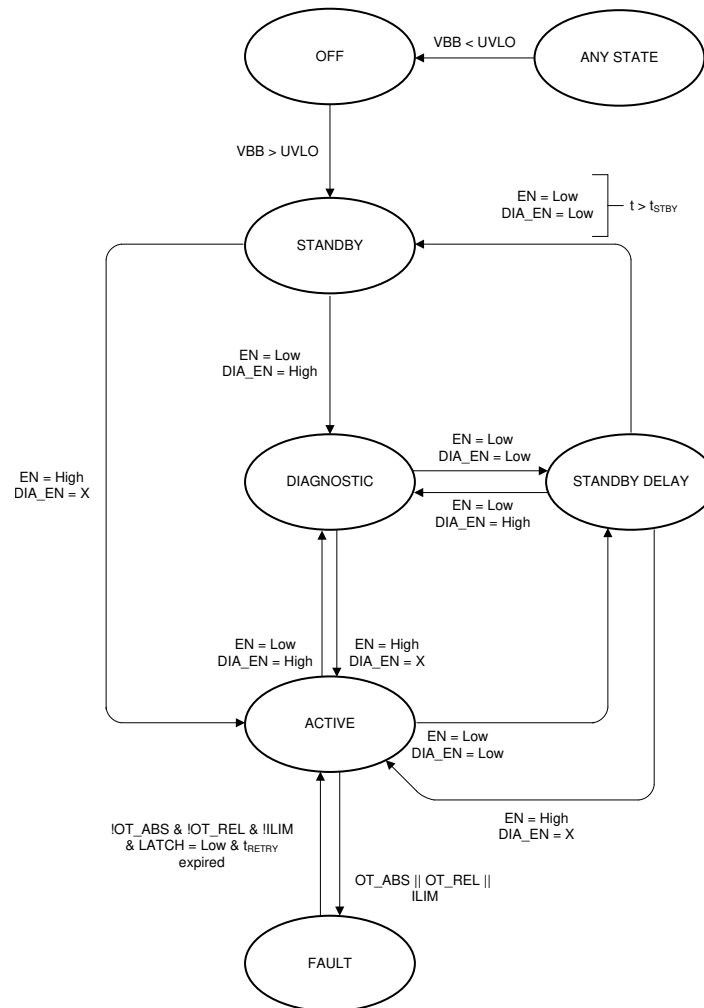 OFF
VBB < UVLO
ANY STATE
VBB > UVLO
EN = Low
DIA_EN = Low
t > tSTBY
STANDBY
EN = Low
DIA_EN = High
EN = High
DIA_EN = X
DIAGNOSTIC
EN = Low
DIA_EN = Low
EN = Low
DIA_EN = High
STANDBY DELAY
EN = Low
DIA_EN = High
EN = High
DIA_EN = X
ACTIVE
EN = Low
DIA_EN = Low
EN = High
DIA_EN = X
!OT_ABS & !OT_REL & !ILIM
& LATCH = Low & tRETRY
expired
OT_ABS || OT_REL ||
ILIM
FAULT